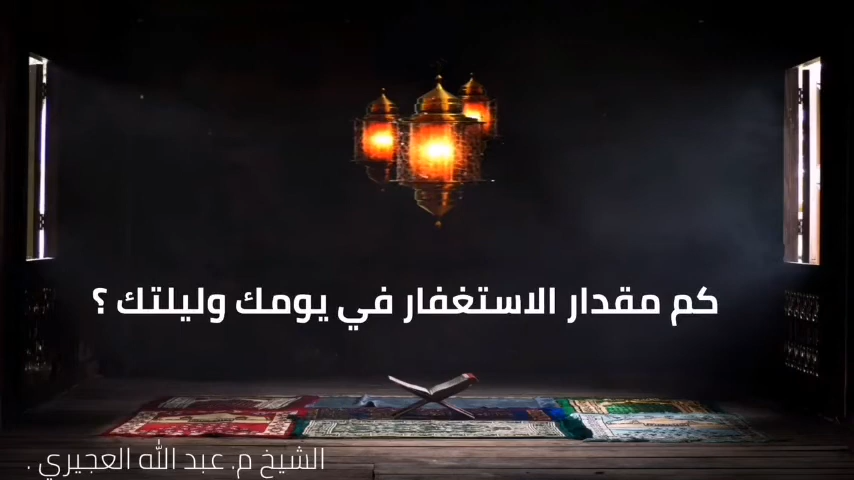 كم مقدار الاستغفار في يومك وليلتك ؟
الشيخ م. عبد الله العجيري .